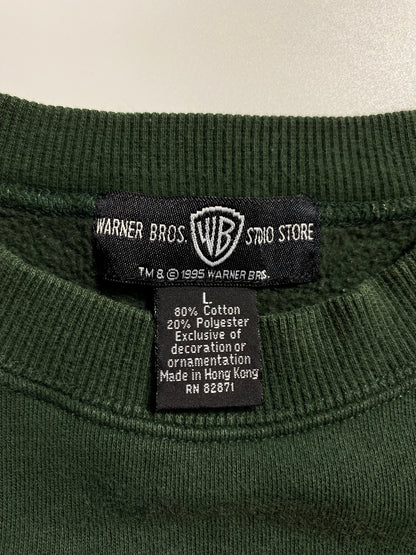 WARNER BROS. WB STDIO STORE
TM & © 1995 WARNER BRS.
L
80% Cotton
20% Polyester
Exclusive of
decoration or
ornamentation
Made in Hong Kong
RN 82871